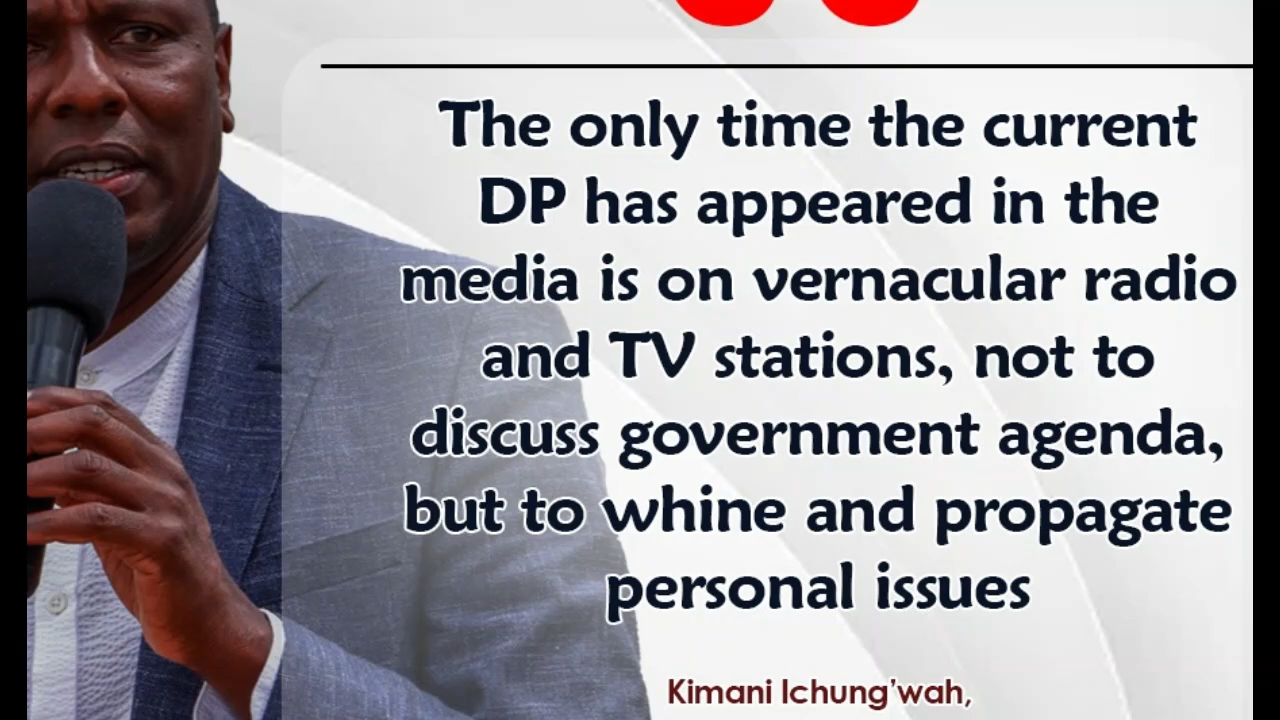 The only time the current
DP has appeared in the
media is on vernacular radio
and TV stations, not to
discuss government agenda,
but to whine and propagate
personal issues
Kimani Ichung'wah,